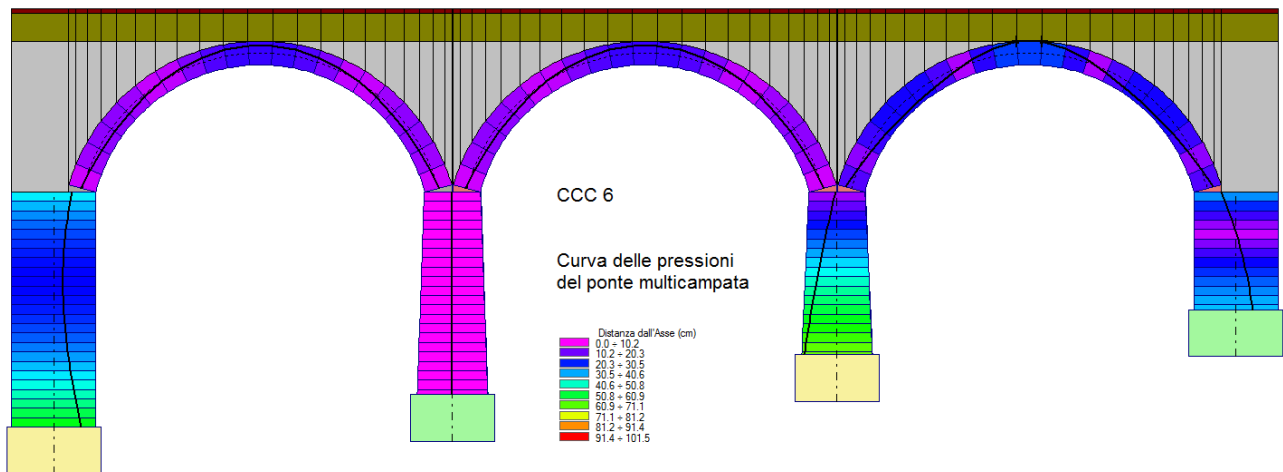 CCC 6
Curva delle pressioni
del ponte multicampata
Distanza dall'Asse (cm)
0.0 ÷ 10.2
10.2 ÷ 20.3
20.3 ÷ 30.5
30.5 ÷ 40.6
40.6 ÷ 50.8
50.8 ÷ 60.9
60.9 ÷ 71.1
71.1 ÷ 81.2
81.2 ÷ 91.4
91.4 ÷ 101.5